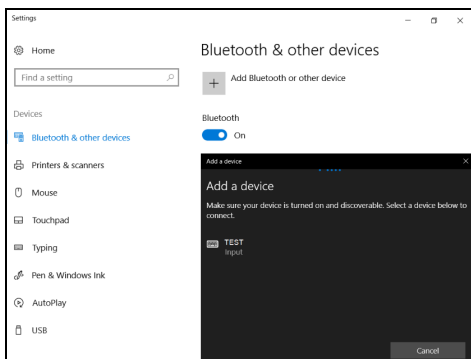 Settings
Home
Find a setting
Devices
Bluetooth & other devices
Printers & scanners
Mouse
Touchpad
Typing
Pen & Windows Ink
AutoPlay
USB
Bluetooth & other devices
Add Bluetooth or other device
Bluetooth
On
Add a device
Add a device
Make sure your device is turned on and discoverable. Select a device below to
connect.
TEST
Input
Cancel